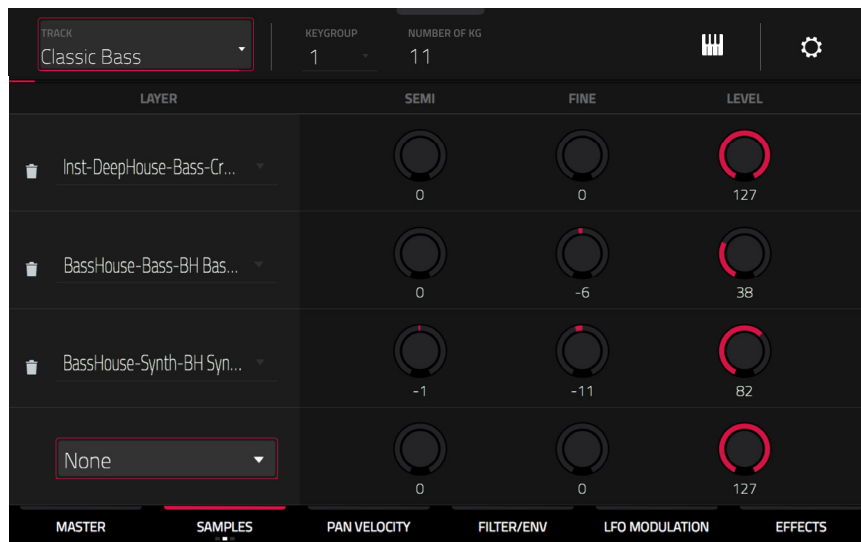 TRACK
Classic Bass
KEYGROUP
1
NUMBER OF KG
11
LAYER SEMI FINE LEVEL
Inst-DeepHouse-Bass-Cr...
0 0 127
BassHouse-Bass-BH Bas...
0 -6 38
BassHouse-Synth-BH Syn...
-1 -11 82
None
0 0 127
MASTER SAMPLES PAN VELOCITY FILTER/ENV LFO MODULATION EFFECTS